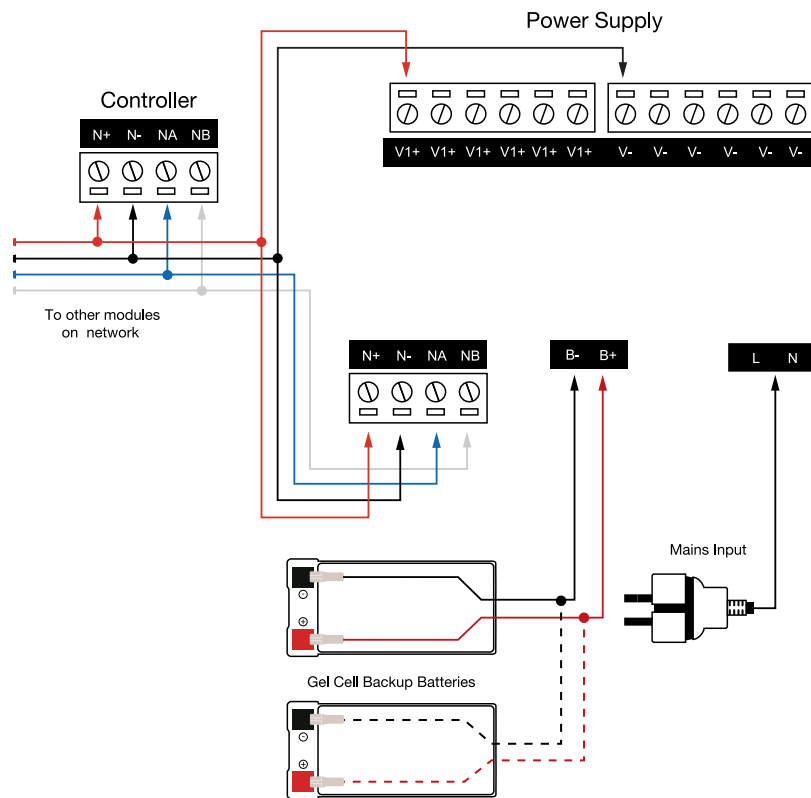 Power Supply
Controller
N+ N- NA NB
V1+ V1+ V1+ V1+ V1+ V1+ V- V- V- V- V- V-
To other modules
on network
N+ N- NA NB
B- B+
L N
Mains Input
-
+
Gel Cell Backup Batteries
-
+